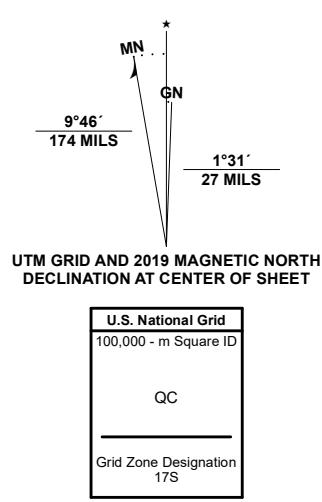 ★
MN
GN
9°46´
174 MILS
1°31´
27 MILS
UTM GRID AND 2019 MAGNETIC NORTH
DECLINATION AT CENTER OF SHEET
U.S. National Grid
100,000 - m Square ID
QC
Grid Zone Designation
17S